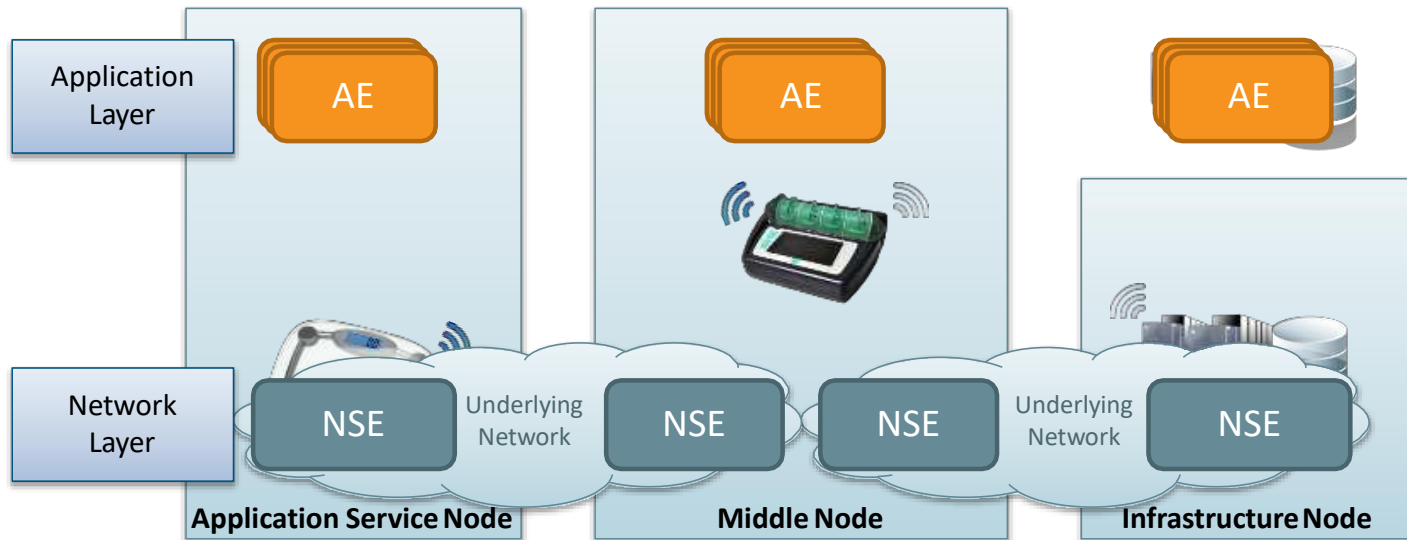 Application
Layer
AE
AE
AE
Network
Layer
NSE
Underlying
Network
NSE
NSE
Underlying
Network
NSE
Application Service Node
Middle Node
Infrastructure Node